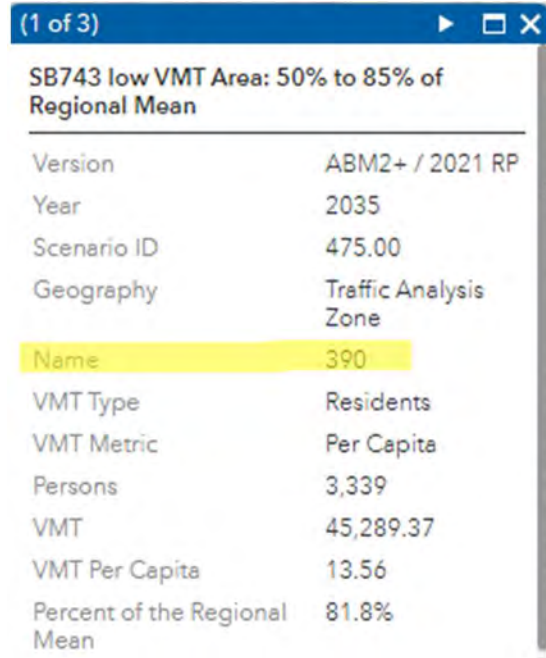 (1 of 3)
SB743 low VMT Area: 50% to 85% of
Regional Mean
Version ABM2+ / 2021 RP
Year 2035
Scenario ID 475.00
Geography Traffic Analysis
Zone
Name 390
VMT Type Residents
VMT Metric Per Capita
Persons 3,339
VMT 45,289.37
VMT Per Capita 13.56
Percent of the Regional 81.8%
Mean